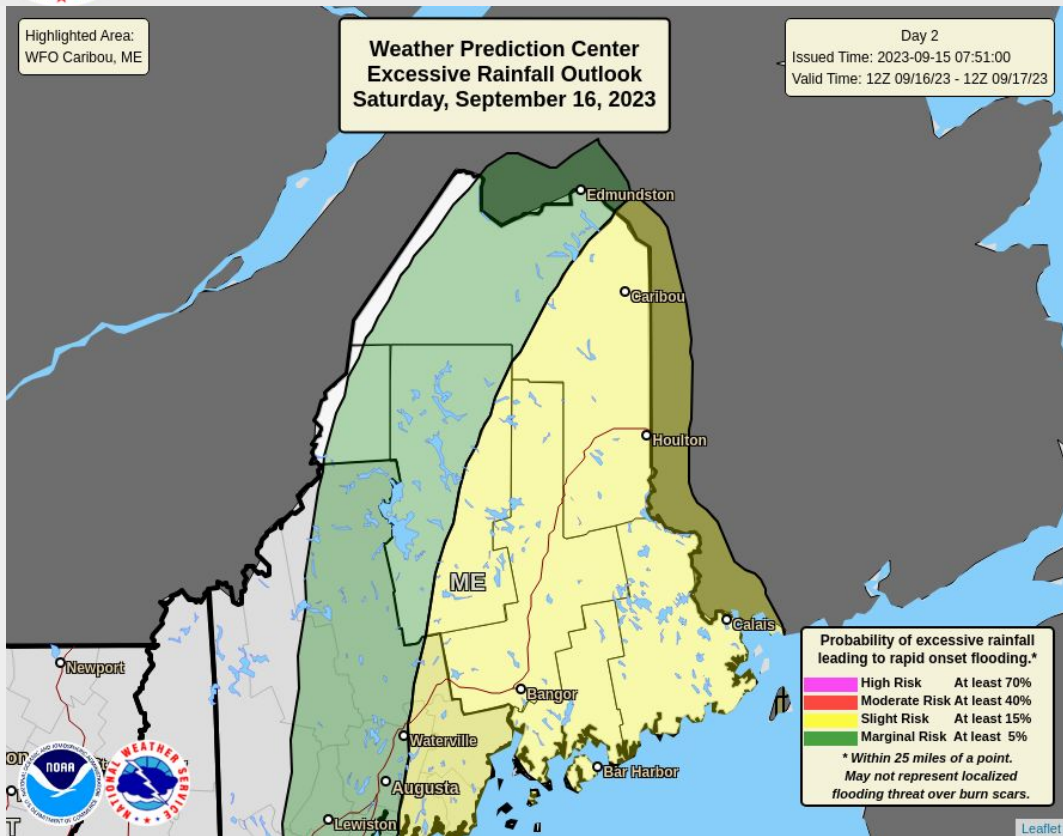 Highlighted Area:
WFO Caribou, ME
Weather Prediction Center
Excessive Rainfall Outlook
Saturday, September 16, 2023
Day 2
Issued Time: 2023-09-15 07:51:00
Valid Time: 12Z 09/16/23 - 12Z 09/17/23
Edmundston
Caribou
Houlton
ME
Calais
Newport
Bangor
Waterville
Bar Harbor
Augusta
Lewiston
Probability of excessive rainfall
leading to rapid onset flooding.*
High Risk At least 70%
Moderate Risk At least 40%
Slight Risk At least 15%
Marginal Risk At least 5%
* Within 25 miles of a point.
May not represent localized
flooding threat over burn scars.
NOAA
NATIONAL WEATHER SERVICE
Leaflet